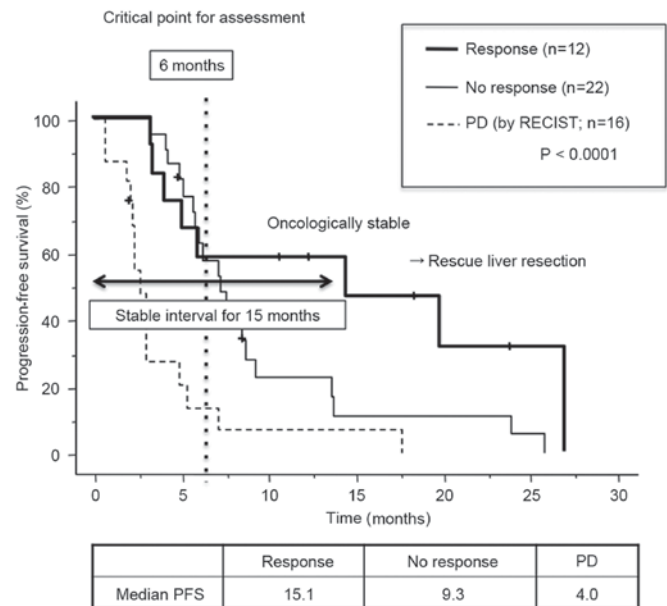 Critical point for assessment
6 months
Response (n=12)
No response (n=22)
PD (by RECIST; n=16)
P < 0.0001
Progression-free survival (%)
100
80
60
40
20
0
Oncologically stable
→ Rescue liver resection
Stable interval for 15 months
0 5 10 15 20 25 30
Time (months)
Response No response PD
Median PFS 15.1 9.3 4.0